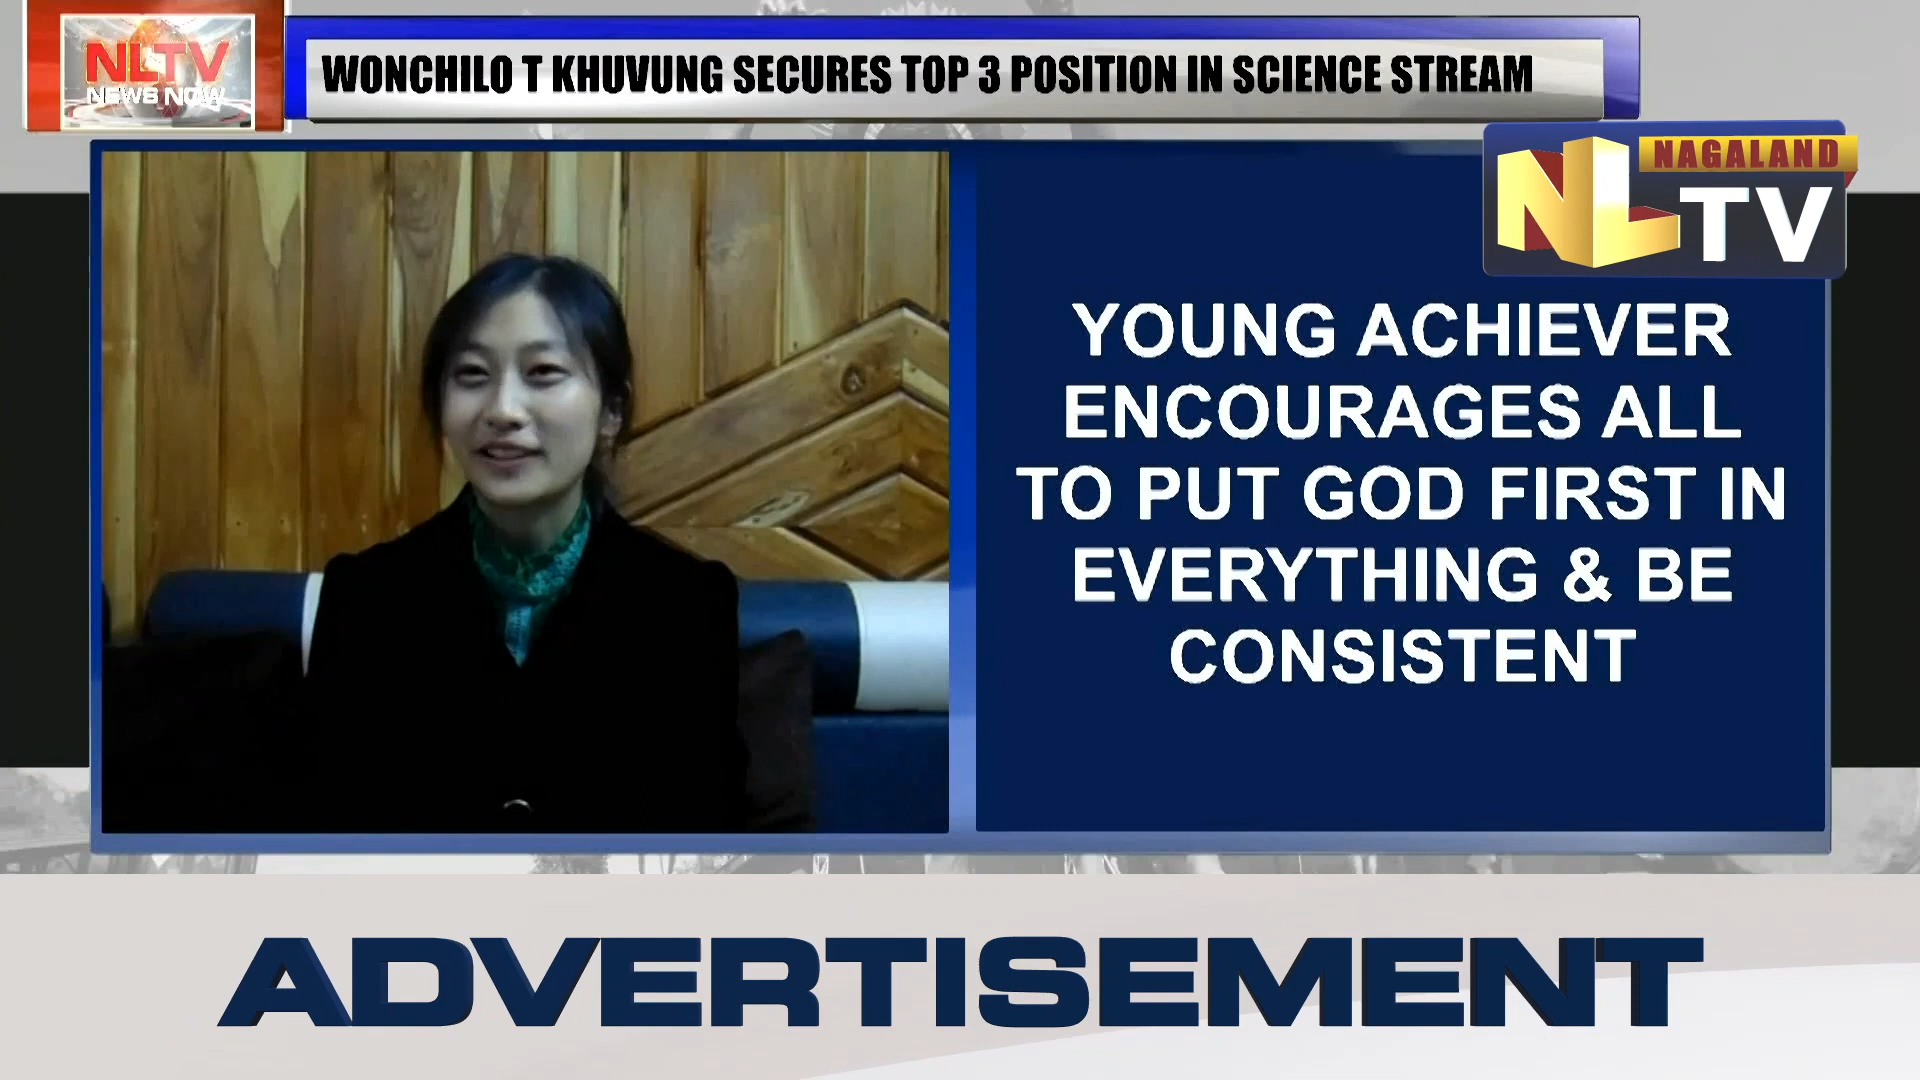 NLTV
NEWS NOW
WONCHILO T KHUVUNG SECURES TOP 3 POSITION IN SCIENCE STREAM
NAGALAND
NLTV
YOUNG ACHIEVER
ENCOURAGES ALL
TO PUT GOD FIRST IN
EVERYTHING & BE
CONSISTENT
ADVERTISEMENT